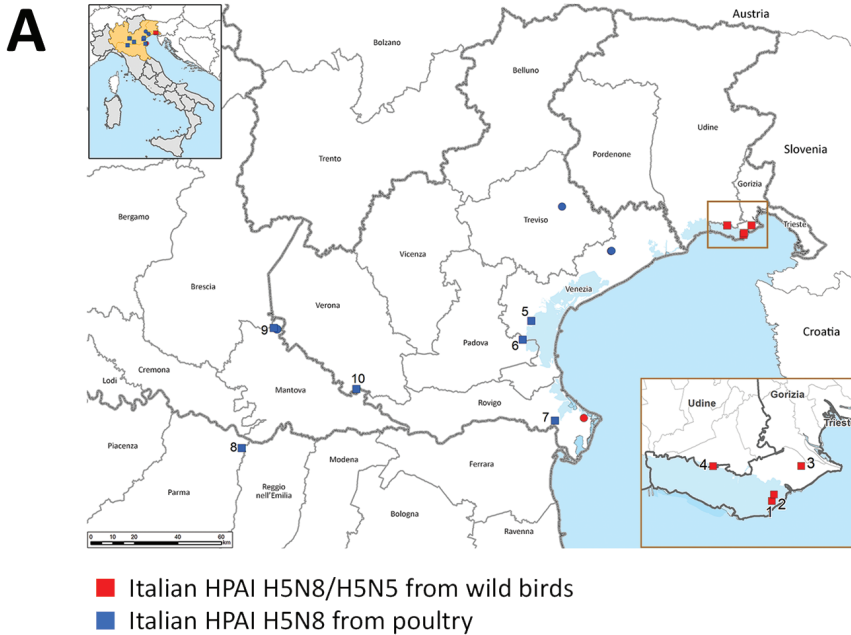 A
Austria
Bolzano
Belluno
Udine
Trento
Pordenone
Slovenia
Gorizia
Bergamo
Treviso
Trieste
Vicenza
Brescia
Venezia
Verona
5
9
Padova
6
Croatia
Cremona
10
Lodi
Mantova
Rovigo
Udine
Gorizia
7
Triest
Piacenza
8
Modena
Ferrara
4
3
Parma
Reggio
nell'Emilia
Bologna
2
1
Ravenna
0
10
20
40
60
km
Italian HPAI H5N8/H5N5 from wild birds
Italian HPAI H5N8 from poultry